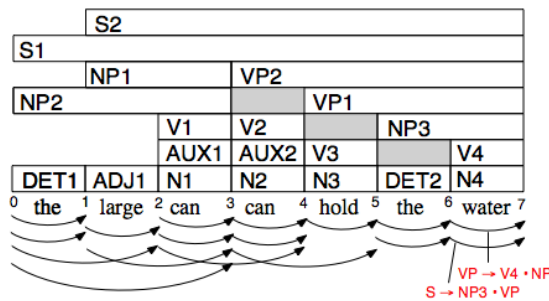 S2
S1
NP1 VP2
NP2 VP1
V1 V2 NP3
AUX1 AUX2 V3 V4
DET1 ADJ1 N1 N2 N3 DET2 N4
0 1 2 3 4 5 6 7
the large can can hold the water
VP → V4 • NP
S → NP3 • VP